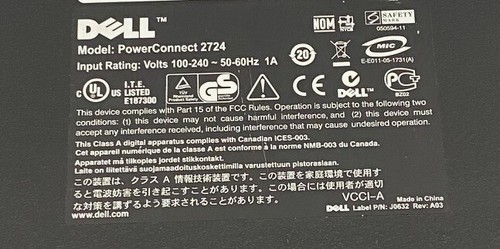 DELL™
Model: PowerConnect 2724
Input Rating: Volts 100-240 ~ 50-60Hz 1A
NOM
SAFETY
MARK
050594-11
20
MIC
E-E011-05-1731(A)
c UL US LISTED
I.T.E.
E187300
TÜV
GS
CE
DELL
PC
BZ02
This device complies with Part 15 of the FCC Rules. Operation is subject to the following two
conditions: (1) this device may not cause harmful interference, and (2) this device must
accept any interference received, including interference that may cause undesired operation.
This Class A digital apparatus complies with Canadian ICES-003.
Cet appareil numérique de la classe A est conforme à la norme NMB-003 du Canada.
Apparatet må tilkoples jordet stikkontakt.
Laite on liitettävä suojamaadoituskoskettimilla varustettuun pistorasiaan.
この装置は、クラス A 情報技術装置です。この装置を家庭環境で使用す
ると電波妨害を引き起こすことがあります。この場合には使用者が適切
な対策を講ずるよう要求されることがあります。
VCCI-A
Made in China
www.dell.com
DELL Label P/N: J0632 Rev: A03